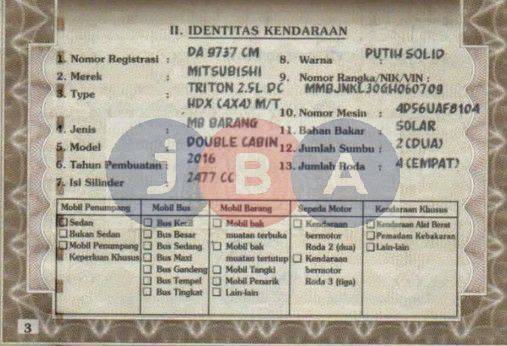 II. IDENTITAS KENDARAAN
1. Nomor Registrasi : DA 9737 CM
2. Merek : MITSUBISHI
3. Type : TRITON 2.5L DC
HDX (4X4) M/T
4. Jenis : MB BARANG
5. Model : DOUBLE CABIN
6. Tahun Pembuatan : 2016
7. Isi Silinder : 2477 CC
8. Warna : PUTIH SOLID
9. Nomor Rangka/NIK/VIN :
MMBJNKL30GH060709
10. Nomor Mesin : 4D56UAF8104
11. Bahan Bakar : SOLAR
12. Jumlah Sumbu : 2 (DUA)
13. Jumlah Roda : 4 (EMPAT)
JBA
Mobil Penumpang
Sedan
Bukan Sedan
Mobil Penumpang
Keperluan Khusus
Mobil Bus
Bus Kecil
Bus Besar
Bus Sedang
Bus Maxi
Bus Gandeng
Bus Tempel
Bus Tingkat
Mobil Barang
Mobil bak
muatan terbuka
Mobil bak
muatan tertutup
Mobil Tangki
Mobil Penarik
Lain-lain
Sepeda Motor
Kendaraan
bermotor
Roda 2 (dua)
Kendaraan
bermotor
Roda 3 (tiga)
Kendaraan Khusus
Kendaraan Alat Berat
Pemadam Kebakaran
Lain-lain
3